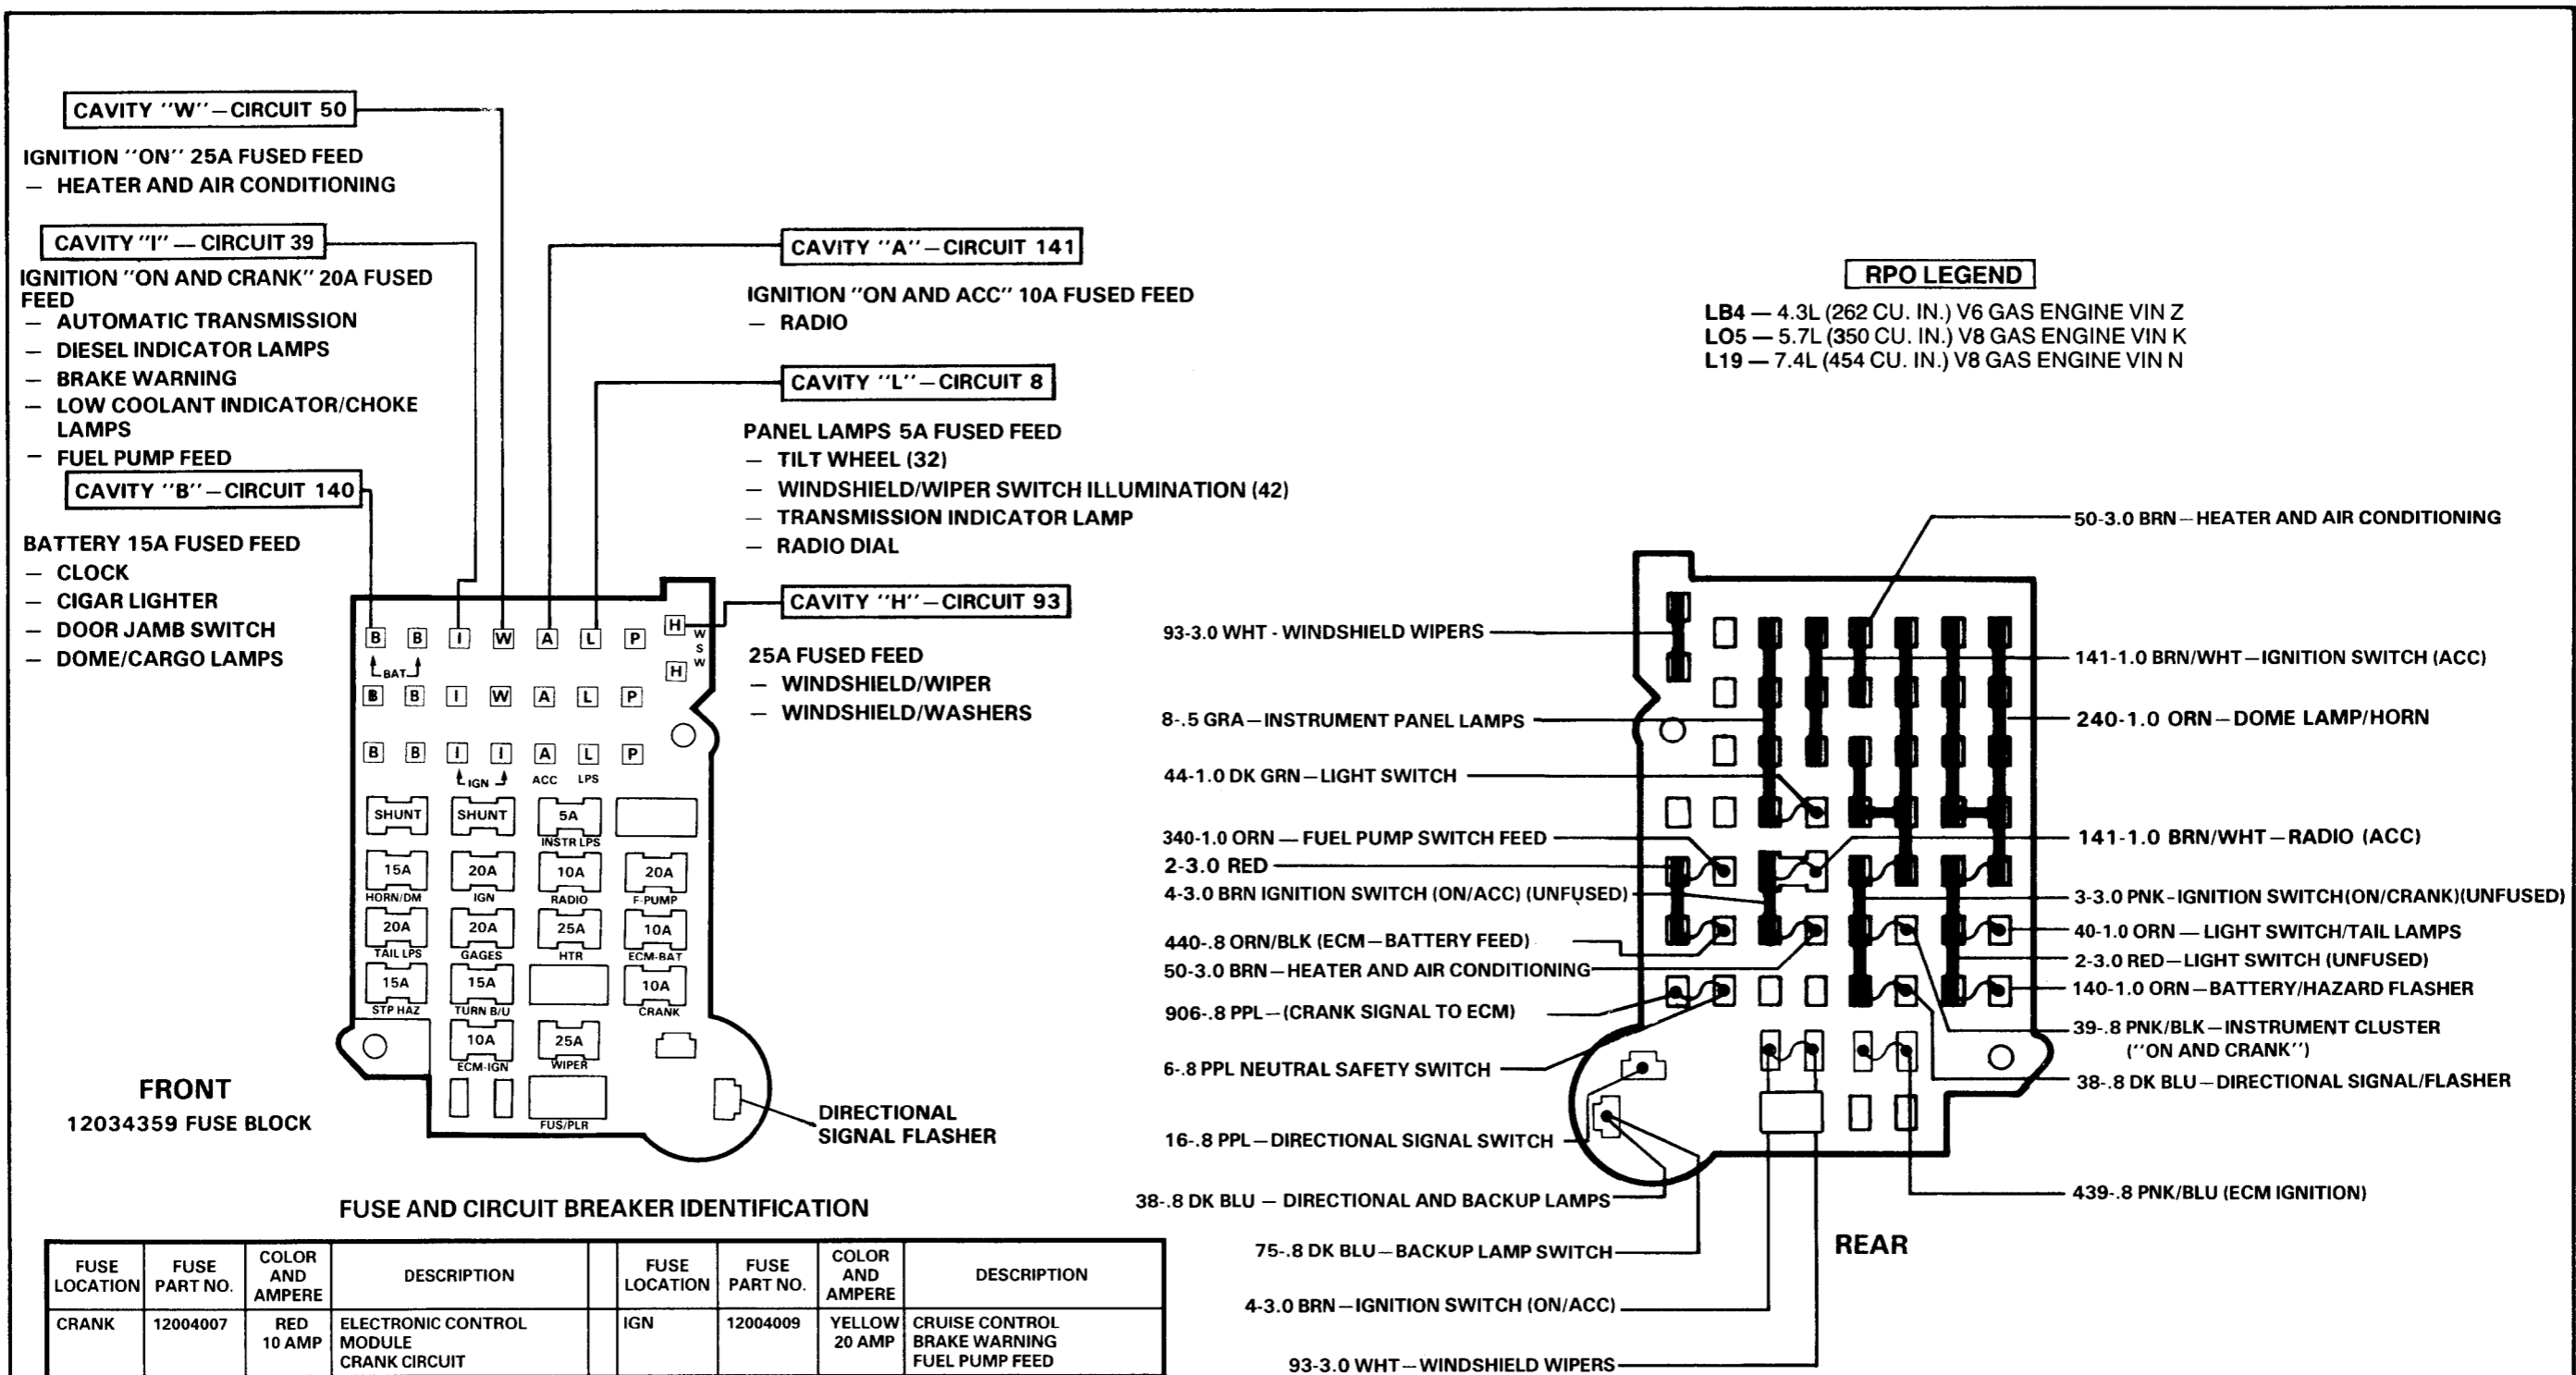 CAVITY "W"—CIRCUIT 50
IGNITION "ON" 25A FUSED FEED
— HEATER AND AIR CONDITIONING
CAVITY "I" — CIRCUIT 39
IGNITION "ON AND CRANK" 20A FUSED
FEED
— AUTOMATIC TRANSMISSION
— DIESEL INDICATOR LAMPS
— BRAKE WARNING
— LOW COOLANT INDICATOR/CHOKE
LAMPS
— FUEL PUMP FEED
CAVITY "B"—CIRCUIT 140
BATTERY 15A FUSED FEED
— CLOCK
— CIGAR LIGHTER
— DOOR JAMB SWITCH
— DOME/CARGO LAMPS
CAVITY "A"—CIRCUIT 141
IGNITION "ON AND ACC" 10A FUSED FEED
— RADIO
CAVITY "L"—CIRCUIT 8
PANEL LAMPS 5A FUSED FEED
— TILT WHEEL (32)
— WINDSHIELD/WIPER SWITCH ILLUMINATION (42)
— TRANSMISSION INDICATOR LAMP
— RADIO DIAL
CAVITY "H"—CIRCUIT 93
25A FUSED FEED
— WINDSHIELD/WIPER
— WINDSHIELD/WASHERS
B B I W A L P H
W
S
W
H
BAT
B B I W A L P
B B I I A L P
IGN ACC LPS
SHUNT SHUNT 5A
INSTR LPS
15A 20A 10A 20A
HORN/DM IGN RADIO F-PUMP
20A 20A 25A 10A
TAIL LPS GAGES HTR ECM-BAT
15A 15A 10A
STP HAZ TURN B/U CRANK
10A 25A
ECM-IGN WIPER
FUS/PLR
DIRECTIONAL
SIGNAL FLASHER
FRONT
12034359 FUSE BLOCK
RPO LEGEND
LB4 — 4.3L (262 CU. IN.) V6 GAS ENGINE VIN Z
LO5 — 5.7L (350 CU. IN.) V8 GAS ENGINE VIN K
L19 — 7.4L (454 CU. IN.) V8 GAS ENGINE VIN N
93-3.0 WHT - WINDSHIELD WIPERS
8-.5 GRA—INSTRUMENT PANEL LAMPS
44-1.0 DK GRN—LIGHT SWITCH
340-1.0 ORN — FUEL PUMP SWITCH FEED
2-3.0 RED
4-3.0 BRN IGNITION SWITCH (ON/ACC) (UNFUSED)
440-.8 ORN/BLK (ECM—BATTERY FEED)
50-3.0 BRN—HEATER AND AIR CONDITIONING
906-.8 PPL—(CRANK SIGNAL TO ECM)
6-.8 PPL NEUTRAL SAFETY SWITCH
16-.8 PPL—DIRECTIONAL SIGNAL SWITCH
38-.8 DK BLU — DIRECTIONAL AND BACKUP LAMPS
75-.8 DK BLU—BACKUP LAMP SWITCH
4-3.0 BRN—IGNITION SWITCH (ON/ACC)
93-3.0 WHT—WINDSHIELD WIPERS
50-3.0 BRN—HEATER AND AIR CONDITIONING
141-1.0 BRN/WHT—IGNITION SWITCH (ACC)
240-1.0 ORN—DOME LAMP/HORN
141-1.0 BRN/WHT—RADIO (ACC)
3-3.0 PNK-IGNITION SWITCH(ON/CRANK)(UNFUSED)
40-1.0 ORN — LIGHT SWITCH/TAIL LAMPS
2-3.0 RED—LIGHT SWITCH (UNFUSED)
140-1.0 ORN—BATTERY/HAZARD FLASHER
39-.8 PNK/BLK—INSTRUMENT CLUSTER
("ON AND CRANK")
38-.8 DK BLU—DIRECTIONAL SIGNAL/FLASHER
439-.8 PNK/BLU (ECM IGNITION)
REAR
FUSE AND CIRCUIT BREAKER IDENTIFICATION
FUSE LOCATION FUSE PART NO. COLOR AND AMPERE DESCRIPTION FUSE LOCATION FUSE PART NO. COLOR AND AMPERE DESCRIPTION
CRANK 12004007 RED ELECTRONIC CONTROL IGN 12004009 YELLOW CRUISE CONTROL
10 AMP MODULE 20 AMP BRAKE WARNING
CRANK CIRCUIT FUEL PUMP FEED